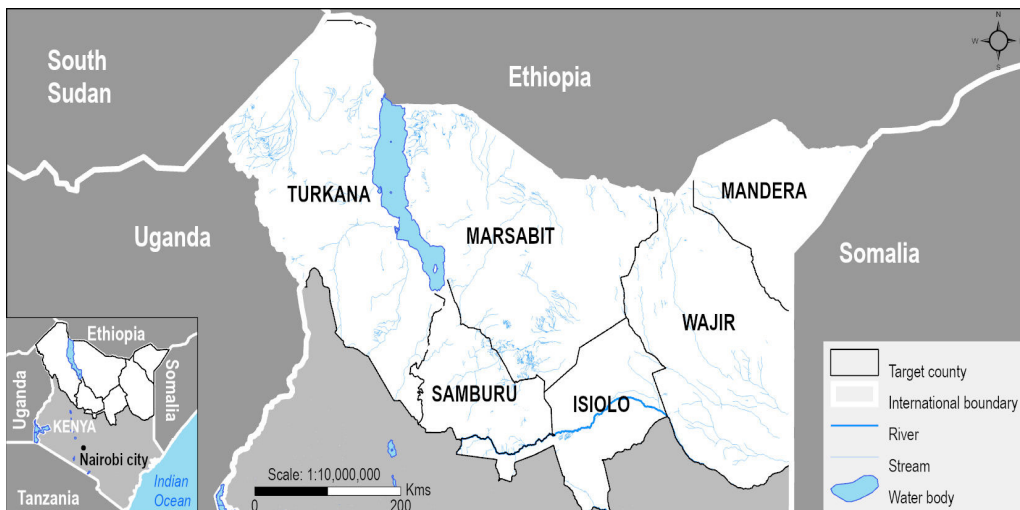 N
W
S
South
Sudan
Ethiopia
TURKANA
MANDERA
MARSABIT
Uganda
Somalia
WAJIR
SAMBURU
ISIOLO
Ethiopia
Uganda
Somalia
KENYA
Nairobi city
Indian
Ocean
Tanzania
Scale: 1:10,000,000
Kms
0
200
Target county
International boundary
River
Stream
Water body